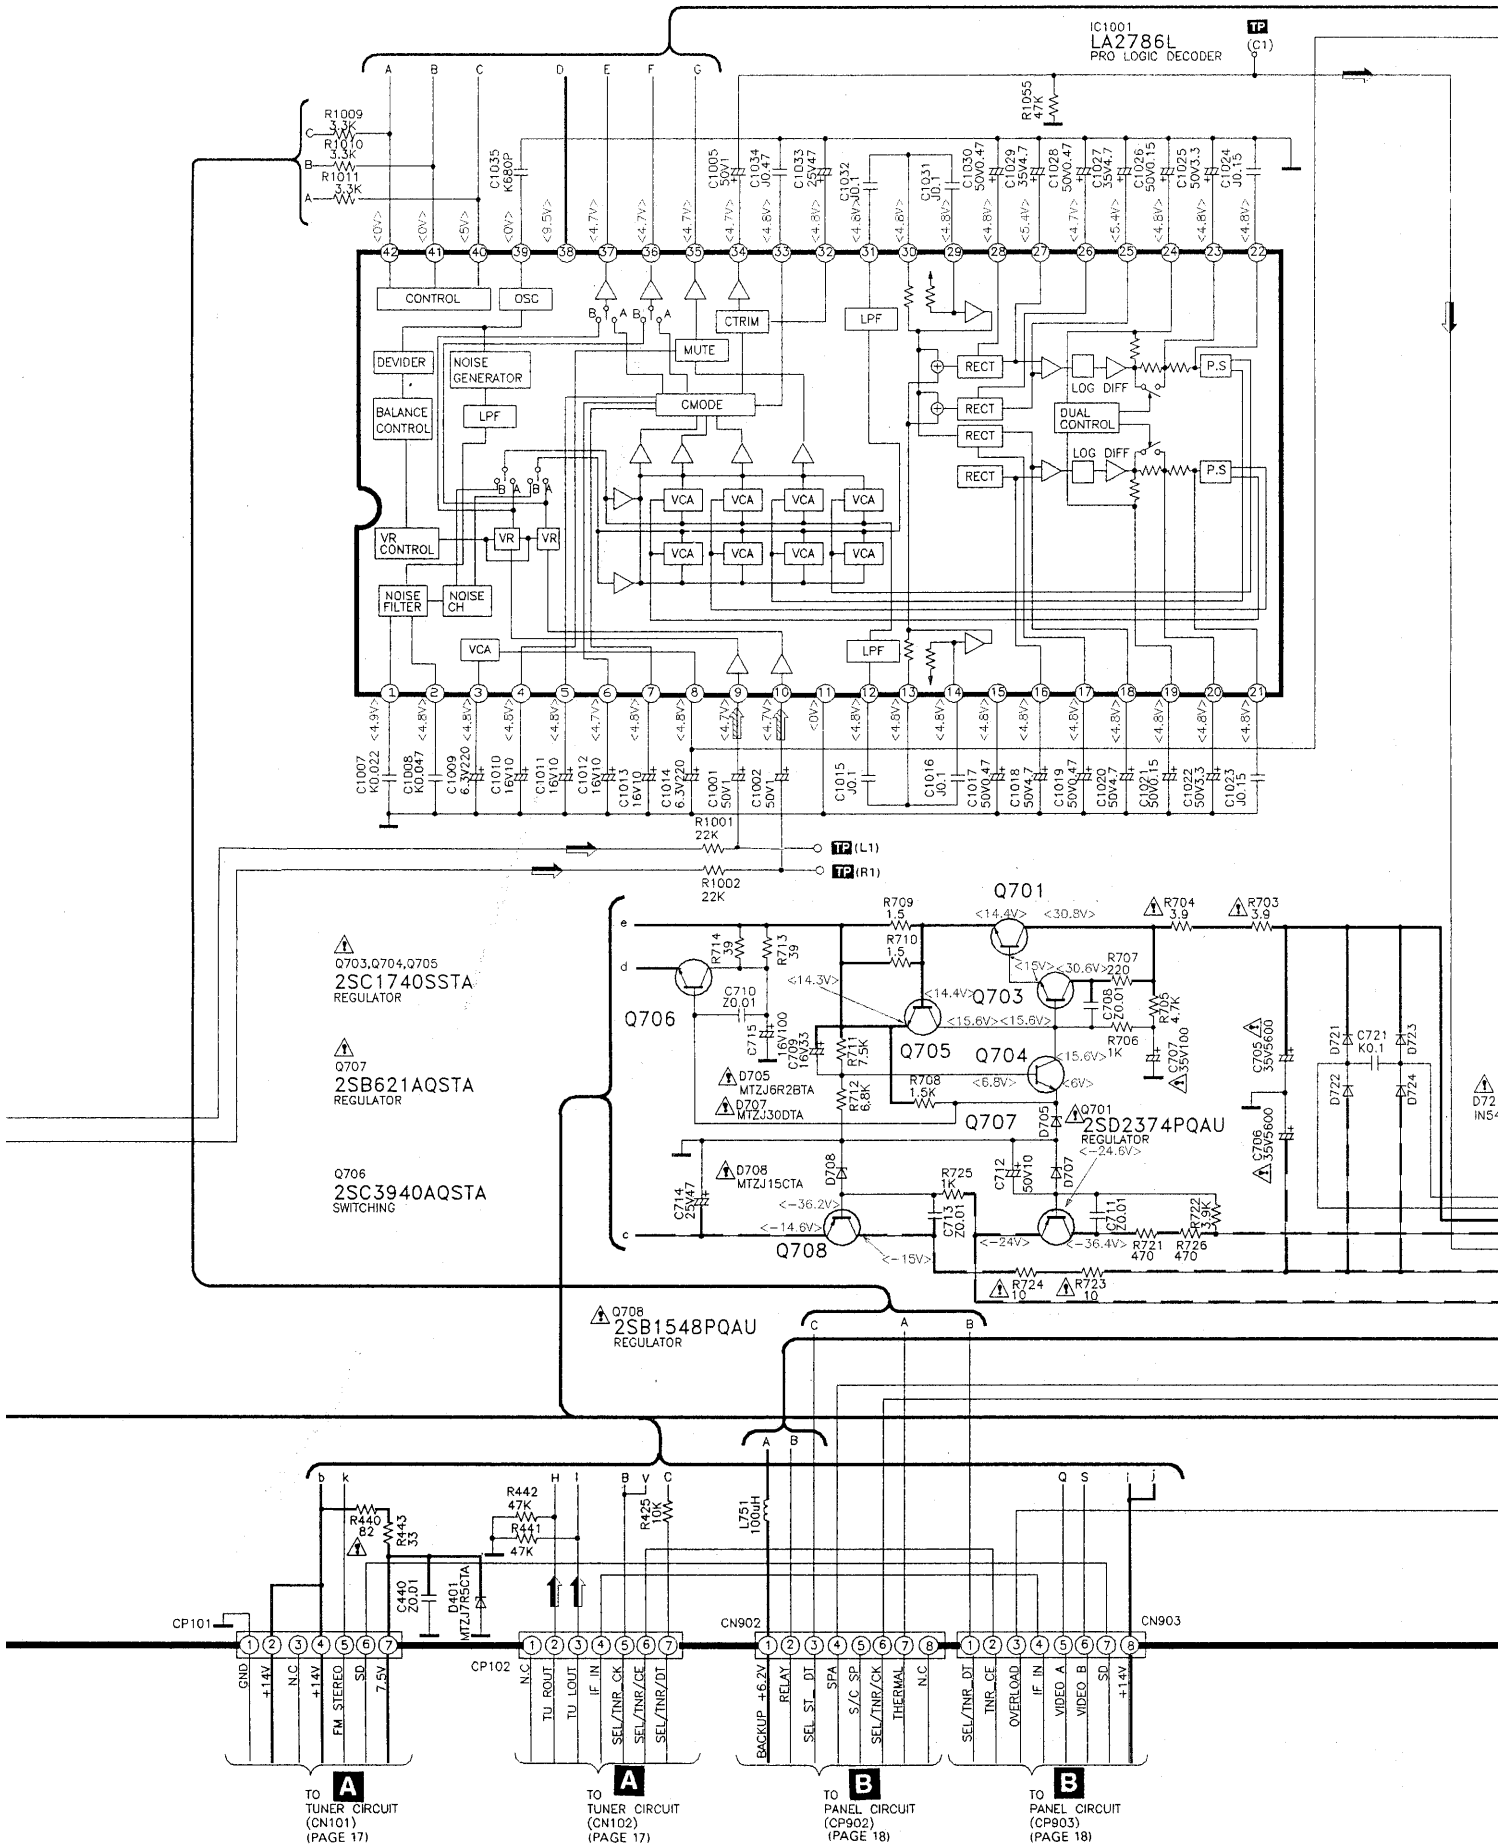 IC1001
LA2786L
PRO LOGIC DECODER
TP
(C1)
A B C D E F G
R1055
47K
C R1009
3.3K
B R1010
3.3K
A R1011
3.3K
C1035
K680P
C1005
50V1
C1034
J0.47
C1033
25V47
C1032
J0.1
C1031
J0.1
C1030
50V0.47
C1029
35V4.7
C1028
50V0.47
C1027
35V4.7
C1026
50V0.15
C1025
50V3.3
C1024
J0.15
<0V> <0V> <5V> <0V> <9.5V> <4.7V> <4.7V> <4.7V> <4.7V> <4.8V> <4.8V> <4.8V> <4.8V> <4.8V> <4.8V> <5.4V> <4.7V> <5.4V> <4.8V> <4.8V> <4.8V>
42 41 40 39 38 37 36 35 34 33 32 31 30 29 28 27 26 25 24 23 22
CONTROL
OSC
B A B A
CTRIM
LPF
DEVIDER
NOISE
GENERATOR
MUTE
RECT
LOG DIFF
P.S
BALANCE
CONTROL
LPF
CMODE
RECT
DUAL
CONTROL
RECT
LOG DIFF
RECT
P.S
B A B A
VCA VCA VCA VCA
VR
CONTROL
VR VR
VCA VCA VCA VCA
NOISE
FILTER
NOISE
CH
VCA
LPF
1 2 3 4 5 6 7 8 9 10 11 12 13 14 15 16 17 18 19 20 21
<4.9V> <4.8V> <4.8V> <4.8V> <4.8V> <4.7V> <4.8V> <4.8V> <4.7V> <4.7V> <0V> <4.8V> <4.8V> <4.8V> <4.8V> <4.8V> <4.8V> <4.8V> <4.8V> <4.8V> <4.8V>
C1007
K0.022
C1008
K0.047
C1009
6.3V220
C1010
16V10
C1011
16V10
C1012
16V10
C1013
16V10
C1014
6.3V220
C1001
50V1
C1002
50V1
C1015
J0.1
C1016
J0.1
C1017
50V0.47
C1018
50V4.7
C1019
50V0.47
C1020
50V4.7
C1021
50V0.15
C1022
50V3.3
C1023
J0.15
R1001
22K
TP (L1)
TP (R1)
R1002
22K
Q703,Q704,Q705
2SC1740SSTA
REGULATOR
Q707
2SB621AQSTA
REGULATOR
Q706
2SC3940AQSTA
SWITCHING
Q708
2SB1548PQAU
REGULATOR
e
d
c
R714
39
R713
39
Q706
C710
Z0.01
C715
16V100
R709
1.5
R710
1.5
Q701
<14.4V> <30.8V>
R704
3.9
R703
3.9
<15V> <30.6V>
R707
220
<14.3V>
<14.4V>
Q703
C708
Z0.01
R705
4.7K
<15.6V> <15.6V>
Q705
R706
1K
C707
35V100
C709
16V33
R711
7.5K
Q704
<15.6V>
<6.8V>
<6V>
D705
MTZJ6R2BTA
D707
MTZJ30DTA
R712
6.8K
R708
1.5K
Q707
D705
Q701
2SD2374PQAU
REGULATOR
<-24.6V>
C705
35V5600
C706
35V5600
D721
D722
C721
K0.1
D723
D724
D72
IN54
D708
MTZJ15CTA
C714
25V47
D708
R725
1K
C712
50V10
D707
<-36.2V>
<-14.6V>
Q708
C713
Z0.01
<-15V>
<-24V>
C711
Z0.01
<-36.4V>
R721
470
R726
470
R722
3.9K
R724
10
R723
10
C A B
A B
b k
H I
B V C
Q S
i j
R440
82
R443
33
C440
Z0.01
D401
MTZJ7R5CTA
R442
47K
R441
47K
R425
10K
L751
100uH
CP101
1 2 3 4 5 6 7
GND
+14V
N.C
+14V
FM STEREO
SD
7.5V
CP102
1 2 3 4 5 6 7
N.C
TU ROUT
TU LOUT
IF IN
SEL/TNR CK
SEL/TNR/CE
SEL/TNR/DT
CN902
1 2 3 4 5 6 7 8
BACKUP +6.2V
RELAY
SEL ST DT
SPA
S/C SP
SEL/TNR/CK
THERMAL
N.C
CN903
1 2 3 4 5 6 7 8
SEL/TNR DT
TNR CE
OVERLOAD
IF IN
VIDEO A
VIDEO B
SD
+14V
A
TO
TUNER CIRCUIT
(CN101)
(PAGE 17)
A
TO
TUNER CIRCUIT
(CN102)
(PAGE 17)
B
TO
PANEL CIRCUIT
(CP902)
(PAGE 18)
B
TO
PANEL CIRCUIT
(CP903)
(PAGE 18)